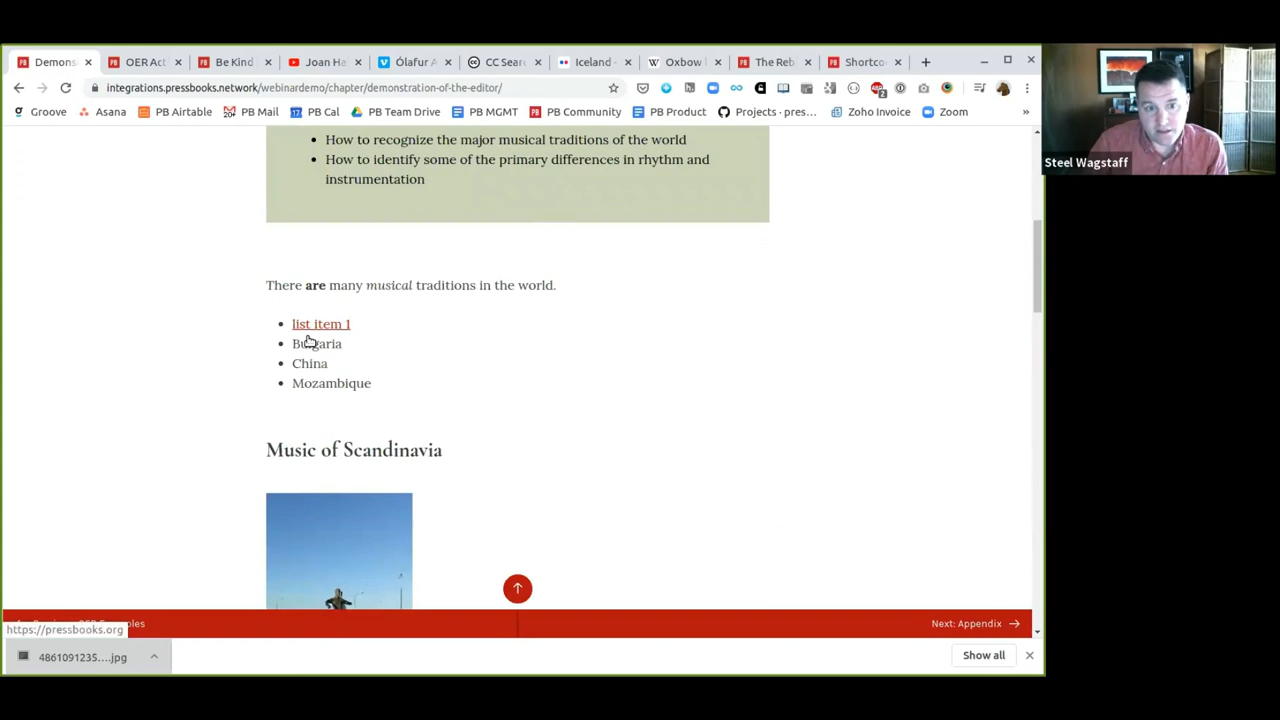 Demons
OER Act
Be Kind
Joan Ha
Ólafur A
CC Sear
Iceland -
Oxbow l
The Reb
Shortco
integrations.pressbooks.network/webinardemo/chapter/demonstration-of-the-editor/
Groove
Asana
PB Airtable
PB Mail
PB Cal
PB Team Drive
PB MGMT
PB Community
PB Product
Projects · pres...
Zoho Invoice
Zoom
Steel Wagstaff
How to recognize the major musical traditions of the world
How to identify some of the primary differences in rhythm and
instrumentation
There are many musical traditions in the world.
list item 1
Bulgaria
China
Mozambique
Music of Scandinavia
Next: Appendix
https://pressbooks.org
4861091235....jpg
Show all